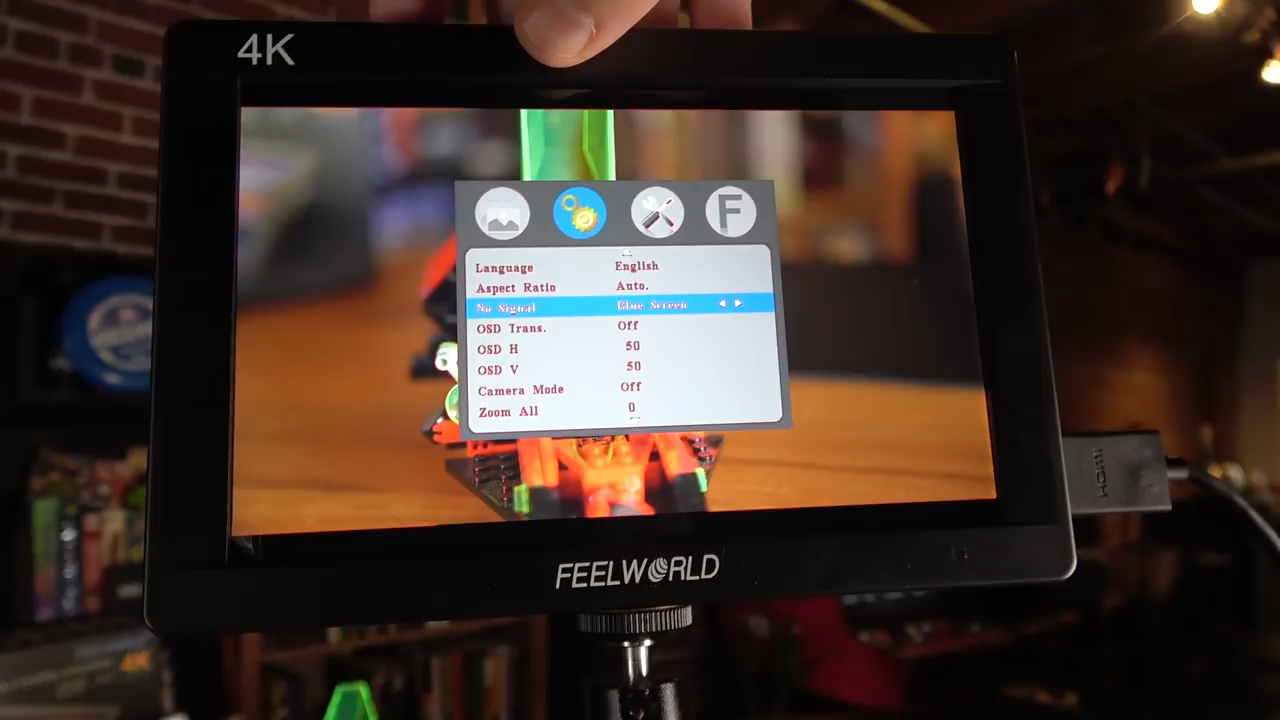 4K
F
Language English
Aspect Ratio Auto.
No Signal Blue Screen
OSD Trans. Off
OSD H 50
OSD V 50
Camera Mode Off
Zoom All 0
HDMI
FEELWORLD
4K